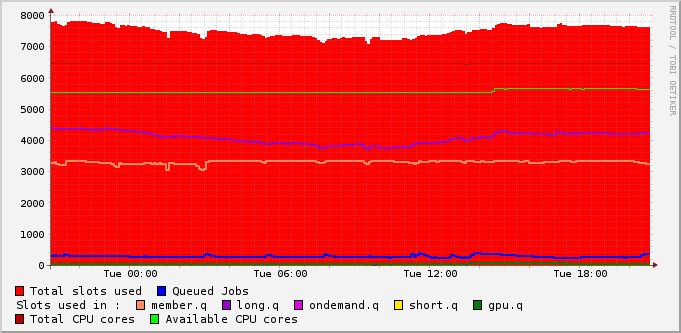 8000
7000
6000
5000
4000
3000
2000
1000
0
Tue 00:00 Tue 06:00 Tue 12:00 Tue 18:00
RRDTOOL / TOBI OETIKER
Total slots used Queued Jobs
Slots used in : member.q long.q ondemand.q short.q gpu.q
Total CPU cores Available CPU cores